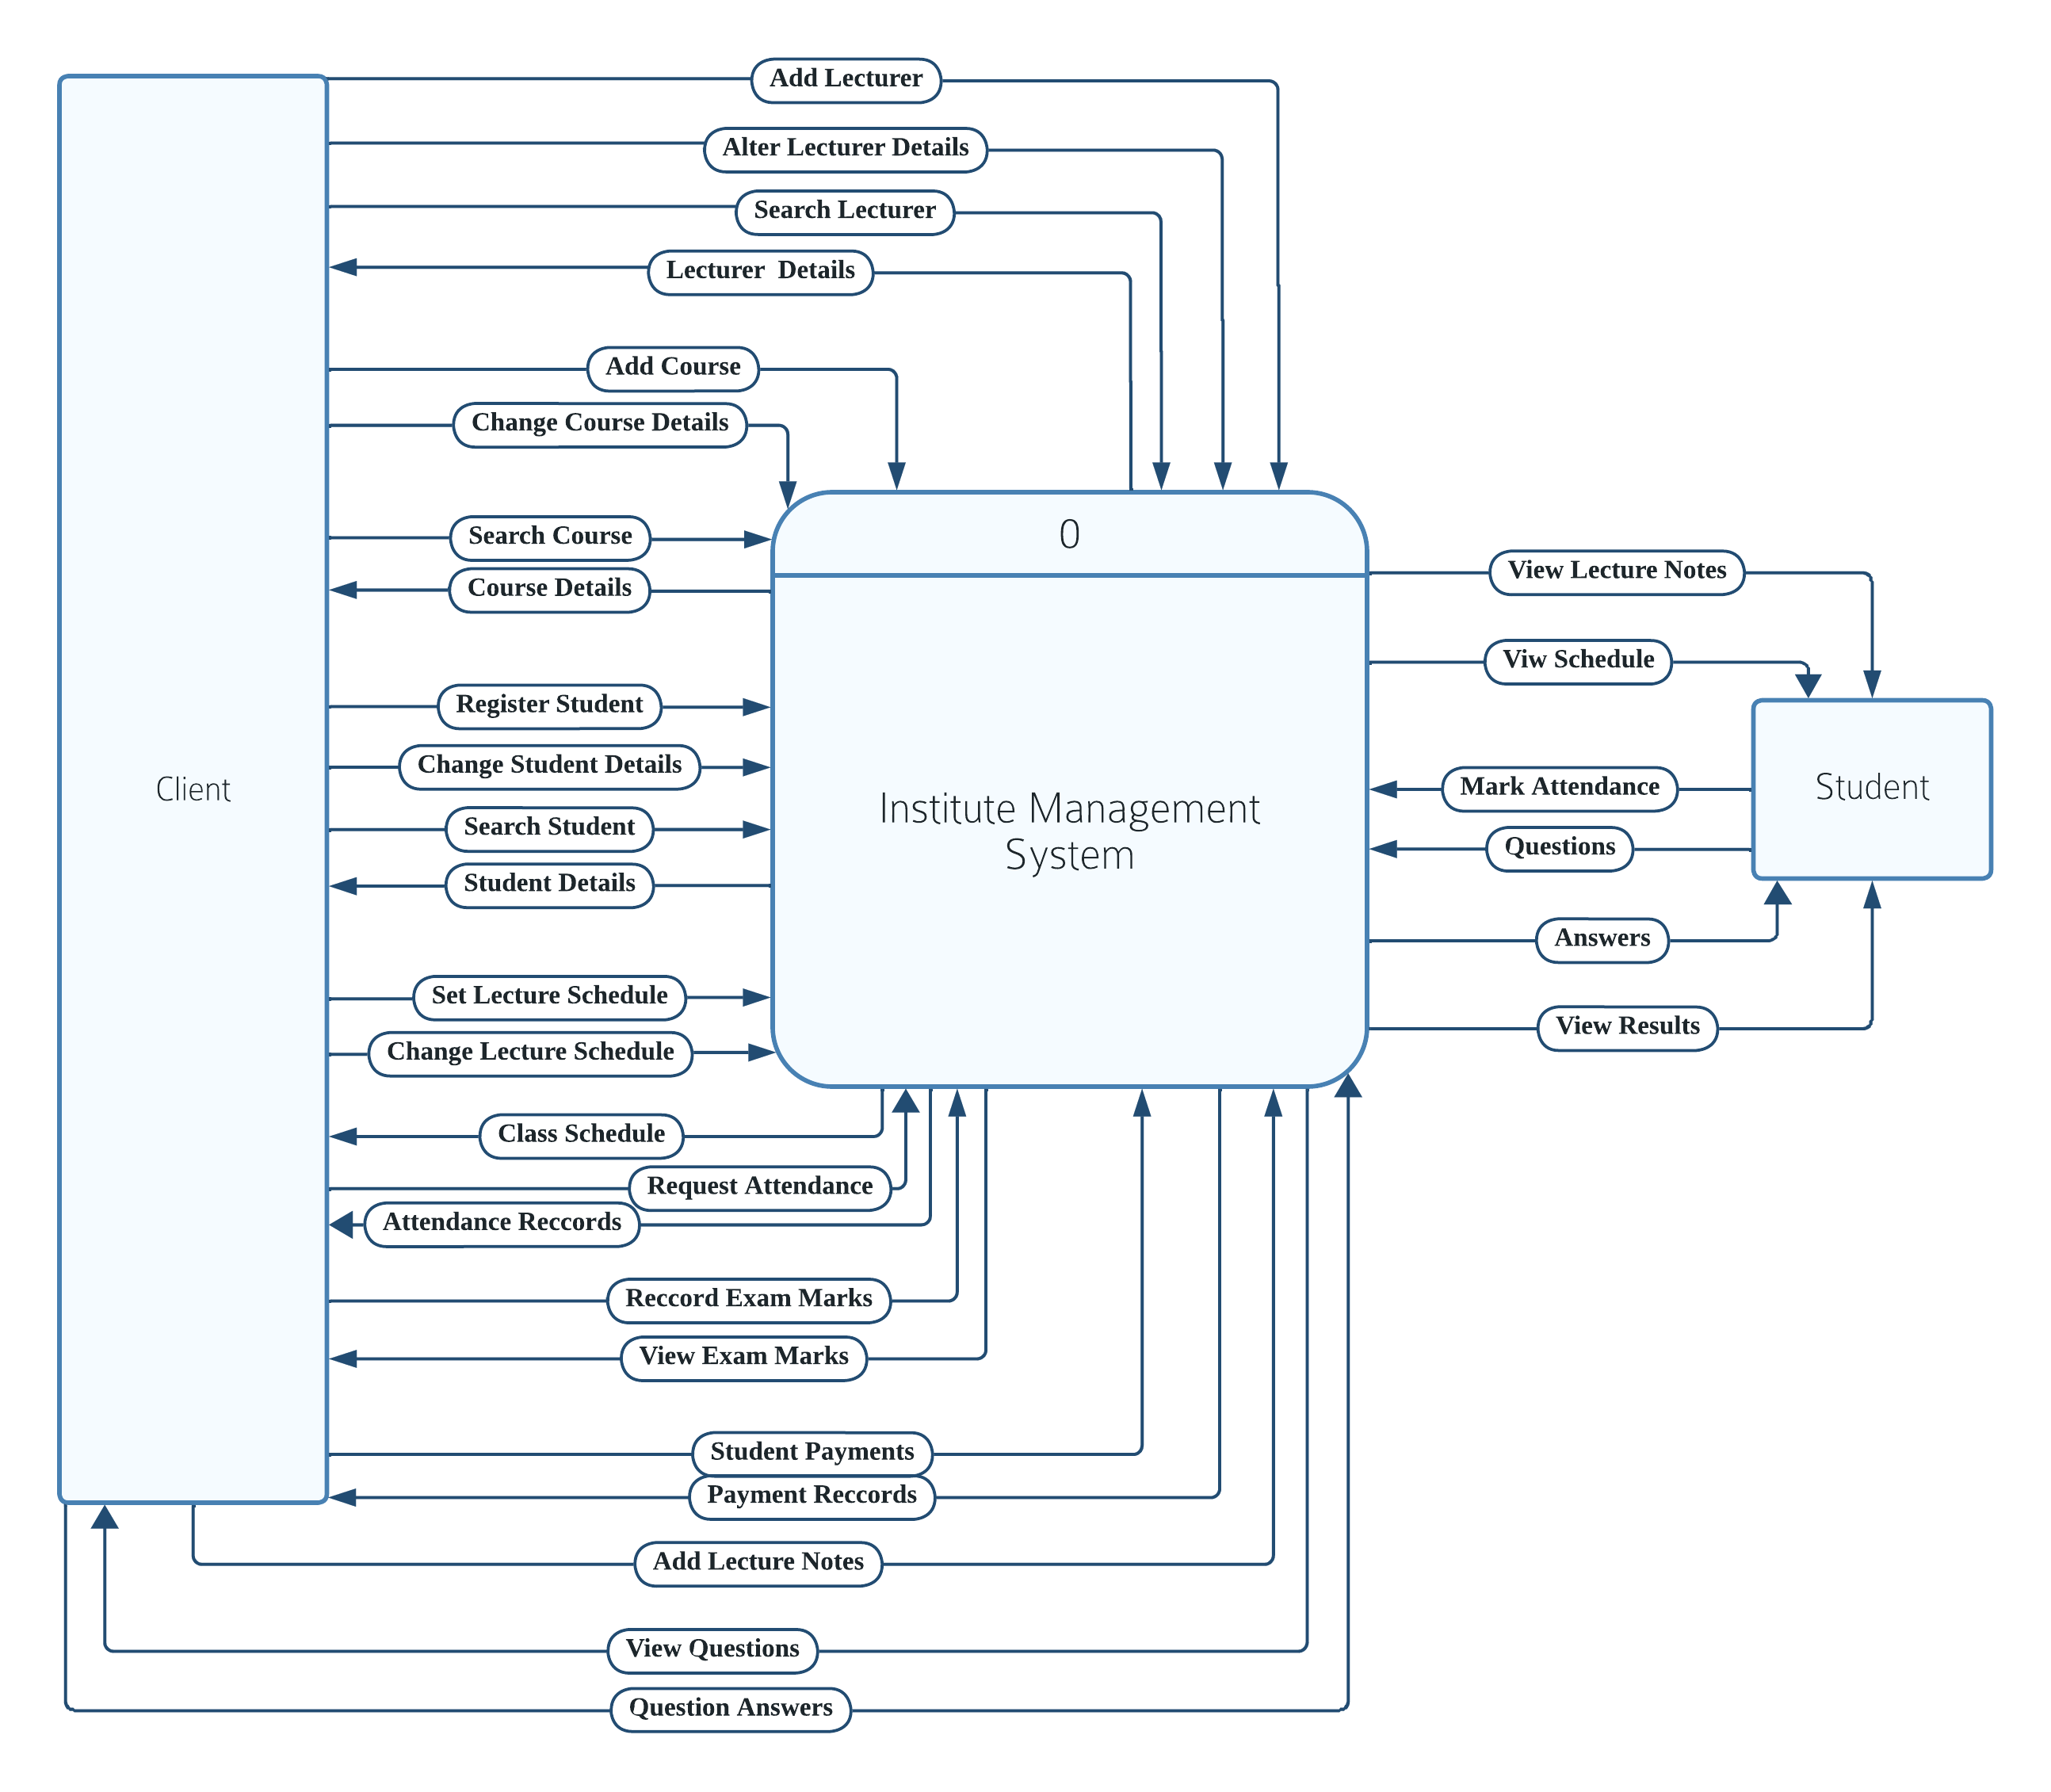 Add Lecturer
Alter Lecturer Details
Search Lecturer
Lecturer  Details
Add Course
Change Course Details
Search Course
Course Details
Register Student
Change Student Details
Search Student
Student Details
Set Lecture Schedule
Change Lecture Schedule
Class Schedule
Request Attendance
Attendance Reccords
Reccord Exam Marks
View Exam Marks
Student Payments
Payment Reccords
Add Lecture Notes
View Questions
Question Answers
Client
0
Institute Management
System
View Lecture Notes
Viw Schedule
Mark Attendance
Questions
Answers
View Results
Student